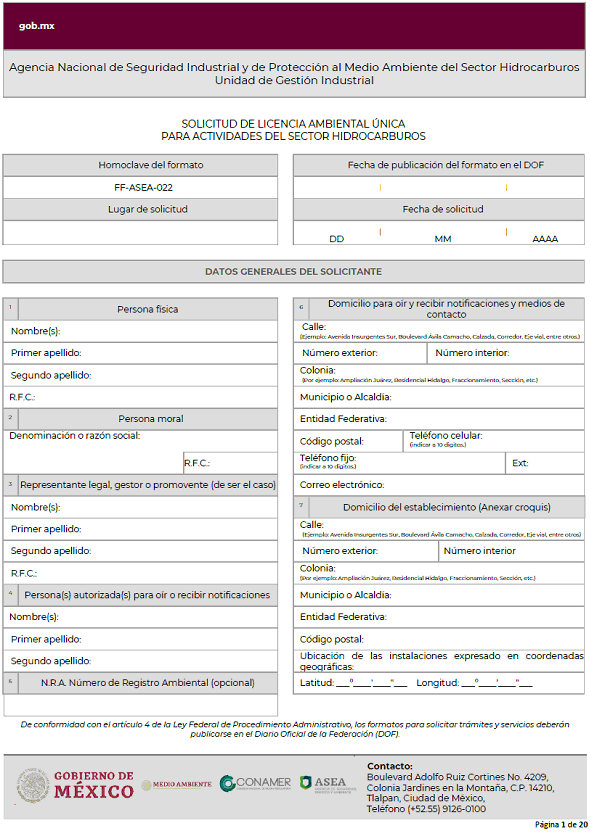 gob.mx
Agencia Nacional de Seguridad Industrial y de Protección al Medio Ambiente del Sector Hidrocarburos
Unidad de Gestión Industrial
SOLICITUD DE LICENCIA AMBIENTAL ÚNICA
PARA ACTIVIDADES DEL SECTOR HIDROCARBUROS
Homoclave del formato
FF-ASEA-022
Lugar de solicitud
Fecha de publicación del formato en el DOF
Fecha de solicitud
DD MM AAAA
DATOS GENERALES DEL SOLICITANTE
1 Persona física
Nombre(s):
Primer apellido:
Segundo apellido:
R.F.C.:
2 Persona moral
Denominación o razón social:
R.F.C.:
3 Representante legal, gestor o promovente (de ser el caso)
Nombre(s):
Primer apellido:
Segundo apellido:
R.F.C.:
4 Persona(s) autorizada(s) para oír o recibir notificaciones
Nombre(s):
Primer apellido:
Segundo apellido:
5 N.R.A. Número de Registro Ambiental (opcional)
6 Domicilio para oír y recibir notificaciones y medios de
contacto
Calle:
(Ejemplo: Avenida Insurgentes Sur, Boulevard Ávila Camacho, Calzada, Corredor, Eje vial, entre otros.)
Número exterior: Número interior:
Colonia:
(Por ejemplo: Ampliación Juárez, Residencial Hidalgo, Fraccionamiento, Sección, etc.)
Municipio o Alcaldía:
Entidad Federativa:
Código postal: Teléfono celular:
(indicar a 10 dígitos.)
Teléfono fijo:
(indicar a 10 dígitos.)
Ext:
Correo electrónico:
7 Domicilio del establecimiento (Anexar croquis)
Calle:
(Ejemplo: Avenida Insurgentes Sur, Boulevard Ávila Camacho, Calzada, Corredor, Eje vial, entre otros)
Número exterior: Número interior
Colonia:
(Por ejemplo: Ampliación Juárez, Residencial Hidalgo, Fraccionamiento, Sección, etc.)
Municipio o Alcaldía:
Entidad Federativa:
Código postal:
Ubicación de las instalaciones expresado en coordenadas
geográficas:
Latitud: ___°____'____"___ Longitud: ___°____'____"___
De conformidad con el artículo 4 de la Ley Federal de Procedimiento Administrativo, los formatos para solicitar trámites y servicios deberán
publicarse en el Diario Oficial de la Federación (DOF).
GOBIERNO DE
MÉXICO
MEDIO AMBIENTE
CONAMER
ASEA
Contacto:
Boulevard Adolfo Ruiz Cortines No. 4209,
Colonia Jardines en la Montaña, C.P. 14210,
Tlalpan, Ciudad de México,
Teléfono (+52.55) 9126-0100
Página 1 de 20